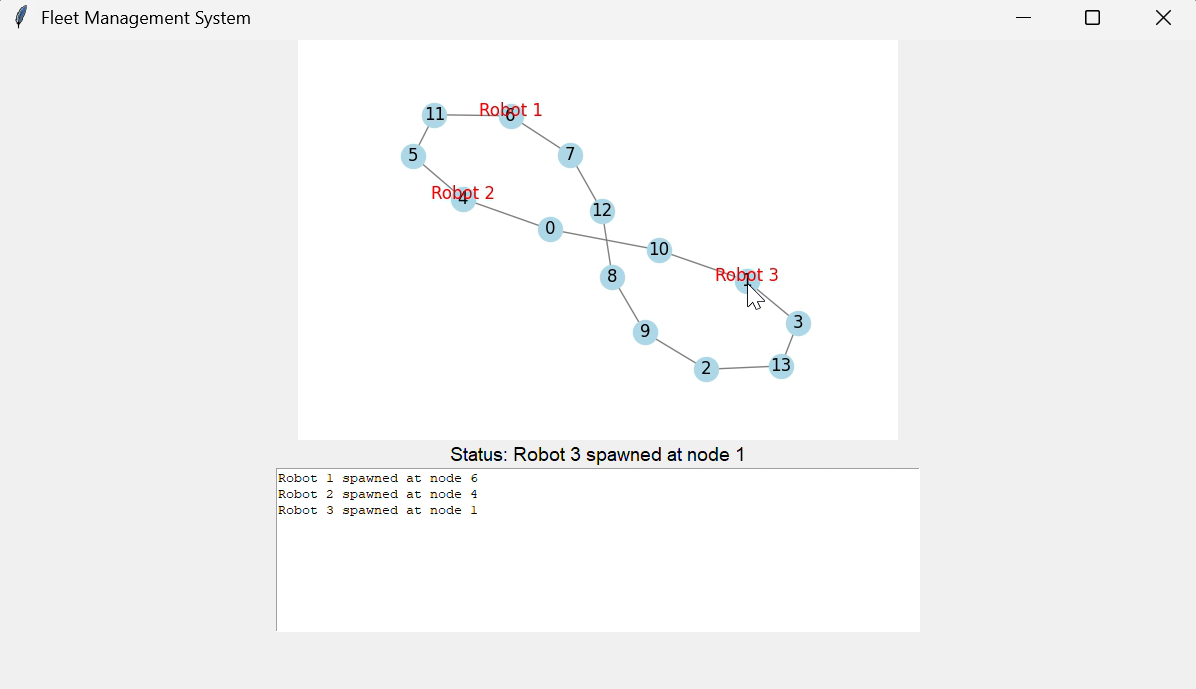 Fleet Management System
11
Robot 1
6
7
5
Robot 2
4
12
0
10
8
Robot 3
1
3
9
2
13
Status: Robot 3 spawned at node 1
Robot 1 spawned at node 6
Robot 2 spawned at node 4
Robot 3 spawned at node 1